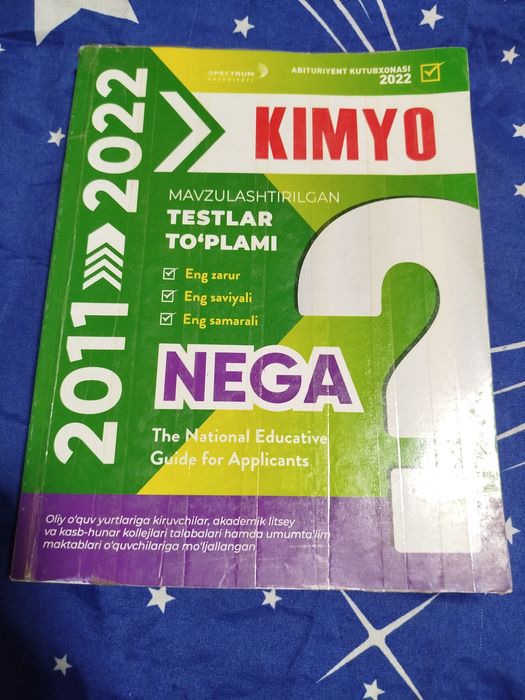 SPECTRUM
ABITURIYENT KUTUBXONASI
2022
KIMYO
2011
2022
MAVZULASHTIRILGAN
TESTLAR
TO‘PLAMI
Eng zarur
Eng saviyali
Eng samarali
NEGA
?
The National Educative
Guide for Applicants
Oliy o‘quv yurtlariga kiruvchilar, akademik litsey
va kasb-hunar kollejlari talabalari hamda umumta’lim
maktablari o‘quvchilariga mo‘ljallangan